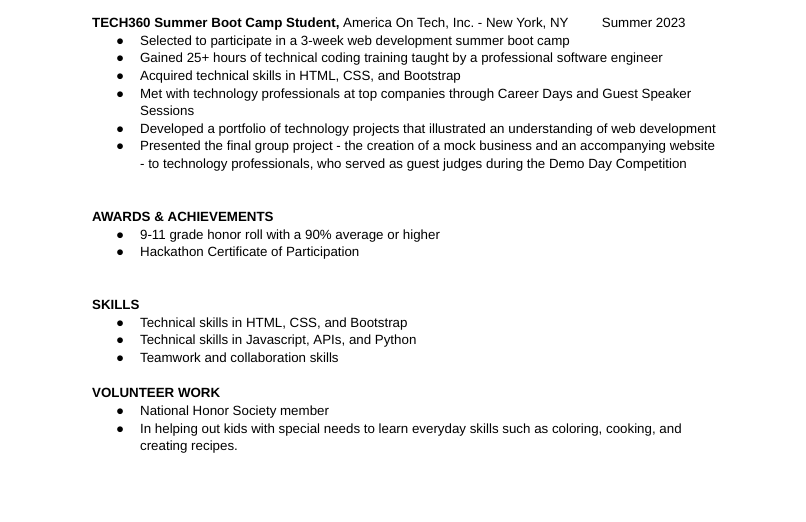 TECH360 Summer Boot Camp Student, America On Tech, Inc. - New York, NY Summer 2023
● Selected to participate in a 3-week web development summer boot camp
● Gained 25+ hours of technical coding training taught by a professional software engineer
● Acquired technical skills in HTML, CSS, and Bootstrap
● Met with technology professionals at top companies through Career Days and Guest Speaker
Sessions
● Developed a portfolio of technology projects that illustrated an understanding of web development
● Presented the final group project - the creation of a mock business and an accompanying website
- to technology professionals, who served as guest judges during the Demo Day Competition
AWARDS & ACHIEVEMENTS
● 9-11 grade honor roll with a 90% average or higher
● Hackathon Certificate of Participation
SKILLS
● Technical skills in HTML, CSS, and Bootstrap
● Technical skills in Javascript, APIs, and Python
● Teamwork and collaboration skills
VOLUNTEER WORK
● National Honor Society member
● In helping out kids with special needs to learn everyday skills such as coloring, cooking, and
creating recipes.